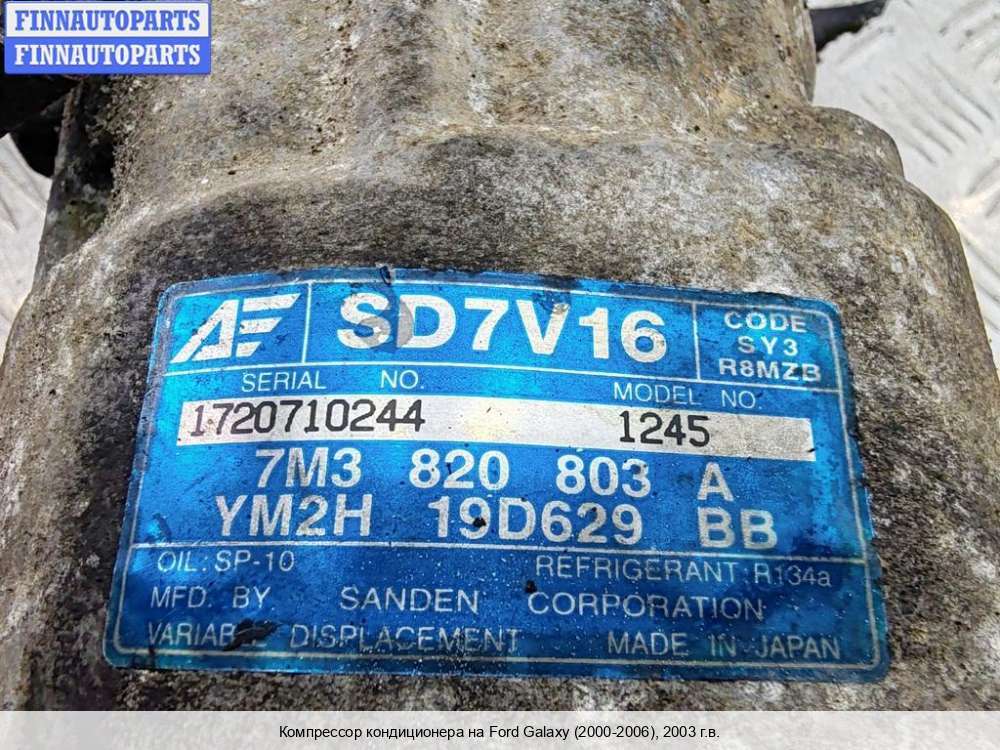 FINNAUTOPARTS
FINNAUTOPARTS
AE SD7V16 CODE
SY3
R8MZB
SERIAL NO. MODEL NO.
1720710244 1245
7M3 820 803 A
YM2H 19D629 BB
OIL: SP-10 REFRIGERANT: R134a
MFD. BY SANDEN CORPORATION
VARIABLE DISPLACEMENT MADE IN JAPAN
Компрессор кондиционера на Ford Galaxy (2000-2006), 2003 г.в.